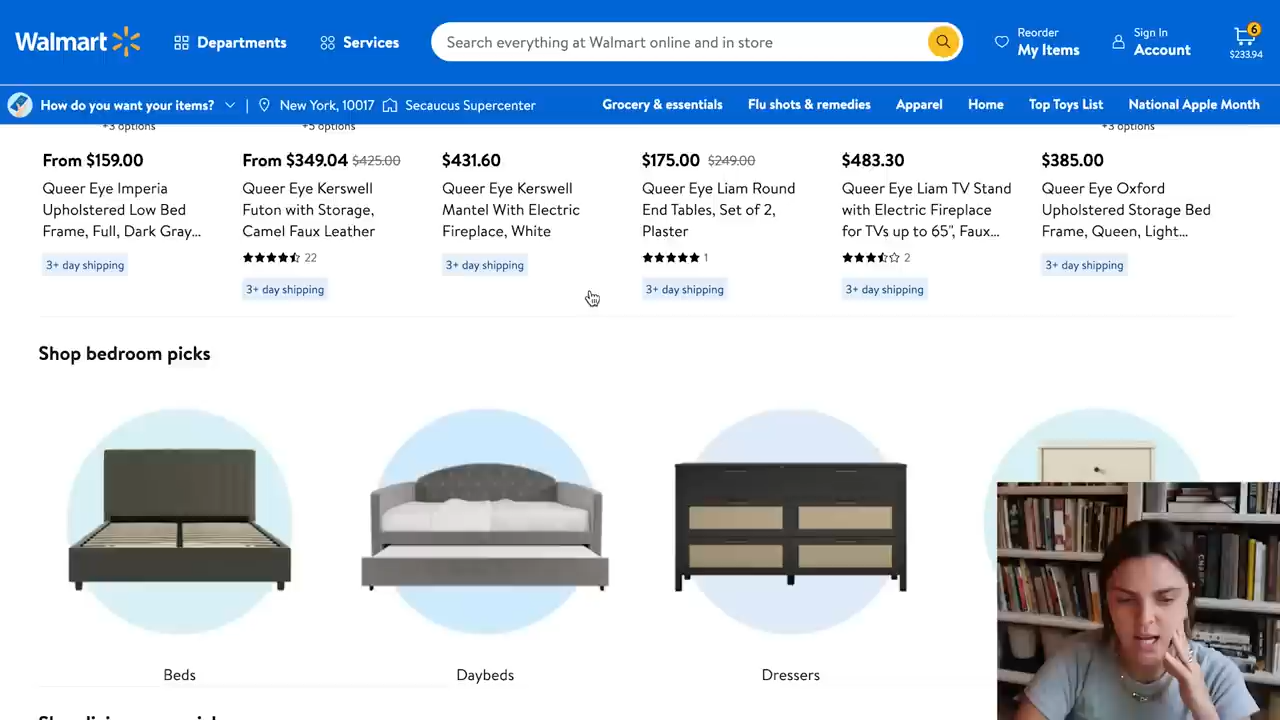 Walmart
Departments
Services
Search everything at Walmart online and in store
Reorder
My Items
Sign In
Account
6
$233.94
How do you want your items?
New York, 10017
Secaucus Supercenter
Grocery & essentials
Flu shots & remedies
Apparel
Home
Top Toys List
National Apple Month
+3 options
+5 options
+3 options
From $159.00
Queer Eye Imperia
Upholstered Low Bed
Frame, Full, Dark Gray...
3+ day shipping
From $349.04 $425.00
Queer Eye Kerswell
Futon with Storage,
Camel Faux Leather
22
3+ day shipping
$431.60
Queer Eye Kerswell
Mantel With Electric
Fireplace, White
3+ day shipping
$175.00 $249.00
Queer Eye Liam Round
End Tables, Set of 2,
Plaster
1
3+ day shipping
$483.30
Queer Eye Liam TV Stand
with Electric Fireplace
for TVs up to 65", Faux...
2
3+ day shipping
$385.00
Queer Eye Oxford
Upholstered Storage Bed
Frame, Queen, Light...
3+ day shipping
Shop bedroom picks
Beds
Daybeds
Dressers